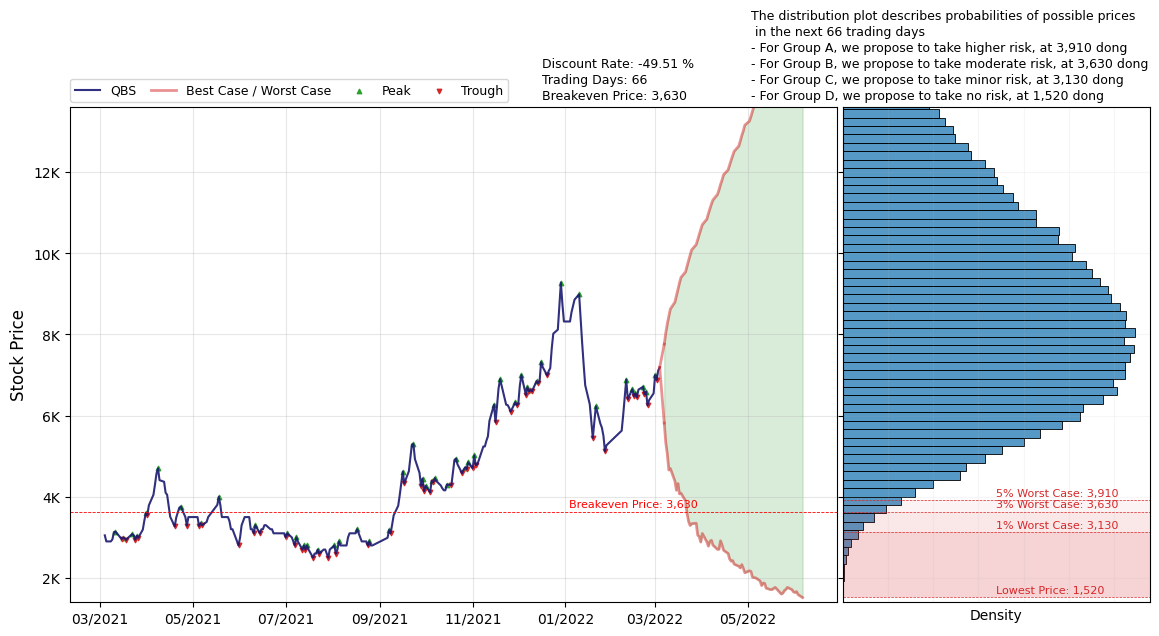 The distribution plot describes probabilities of possible prices
in the next 66 trading days
- For Group A, we propose to take higher risk, at 3,910 dong
- For Group B, we propose to take moderate risk, at 3,630 dong
- For Group C, we propose to take minor risk, at 3,130 dong
- For Group D, we propose to take no risk, at 1,520 dong
Discount Rate: -49.51 %
Trading Days: 66
Breakeven Price: 3,630
QBS
Best Case / Worst Case
Peak
Trough
Stock Price
12K
10K
8K
6K
4K
2K
Breakeven Price: 3,630
5% Worst Case: 3,910
3% Worst Case: 3,630
1% Worst Case: 3,130
Lowest Price: 1,520
03/2021
05/2021
07/2021
09/2021
11/2021
01/2022
03/2022
05/2022
Density